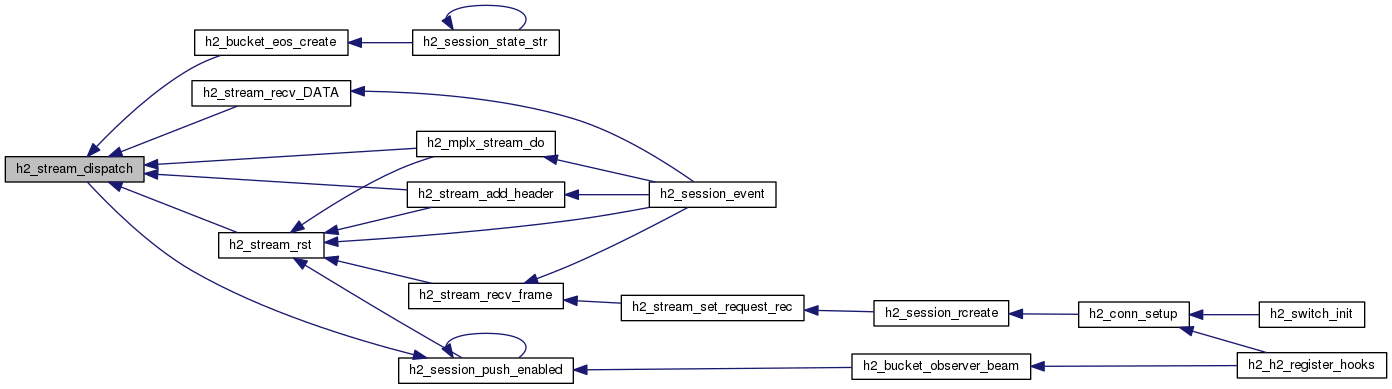 h2_bucket_eos_create
h2_session_state_str
h2_stream_recv_DATA
h2_mplx_stream_do
h2_stream_dispatch
h2_stream_add_header
h2_session_event
h2_stream_rst
h2_stream_recv_frame
h2_stream_set_request_rec
h2_session_rcreate
h2_conn_setup
h2_switch_init
h2_session_push_enabled
h2_bucket_observer_beam
h2_h2_register_hooks